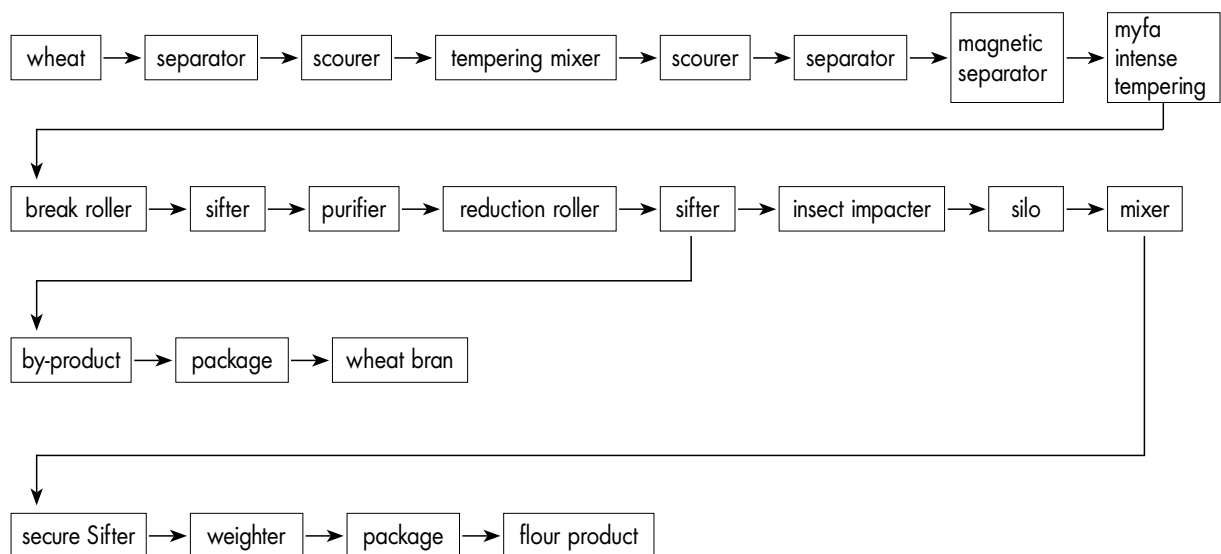 wheat
separator
scourer
tempering mixer
scourer
separator
magnetic
separator
myfa
intense
tempering
break roller
sifter
purifier
reduction roller
sifter
insect impacter
silo
mixer
by-product
package
wheat bran
secure Sifter
weighter
package
flour product